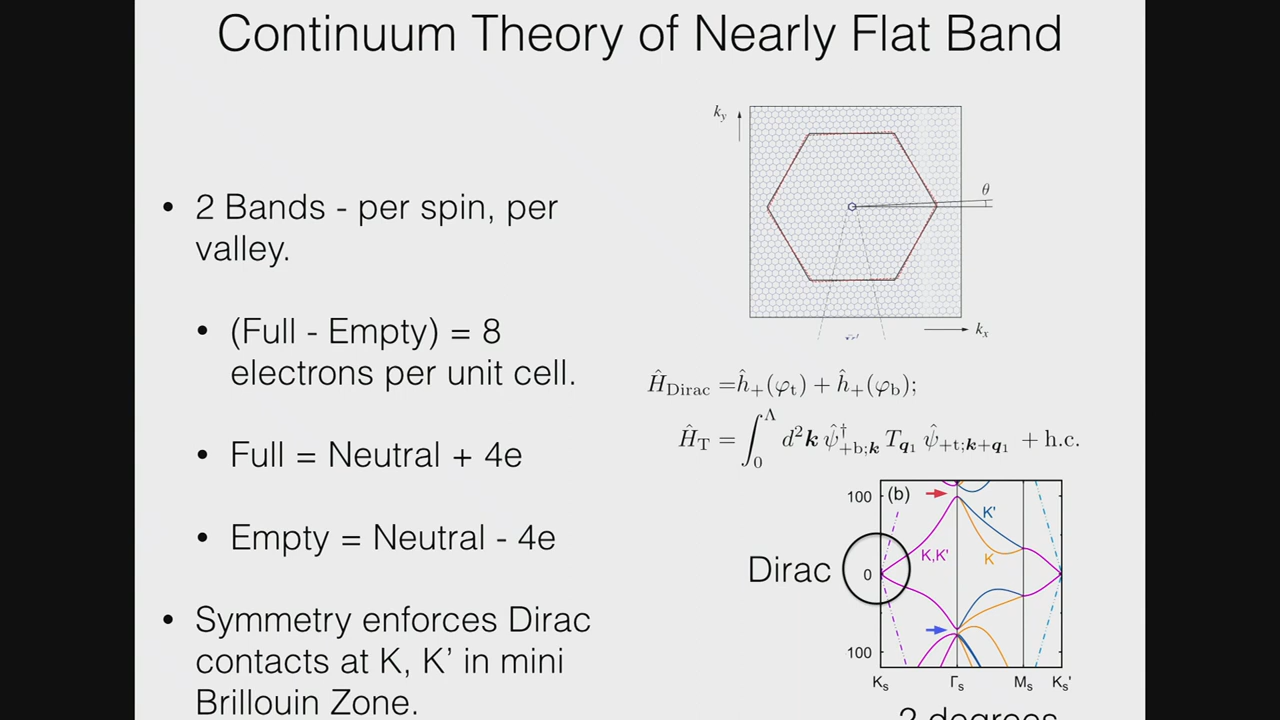 Continuum Theory of Nearly Flat Band
• 2 Bands - per spin, per
valley.
• (Full - Empty) = 8
electrons per unit cell.
• Full = Neutral + 4e
• Empty = Neutral - 4e
• Symmetry enforces Dirac
contacts at K, K' in mini
Brillouin Zone.
k_y
θ
k_x
Ĥ_Dirac =ĥ_+(φ_t) + ĥ_+(φ_b);
Ĥ_T = ∫_0^Λ d²k ψ̂†_{+b;k} T_{q₁} ψ̂_{+t;k+q₁} + h.c.
(b)
100
K'
K,K'
K
Dirac
0
100
K_s Γ_s M_s K_s'
2 degrees